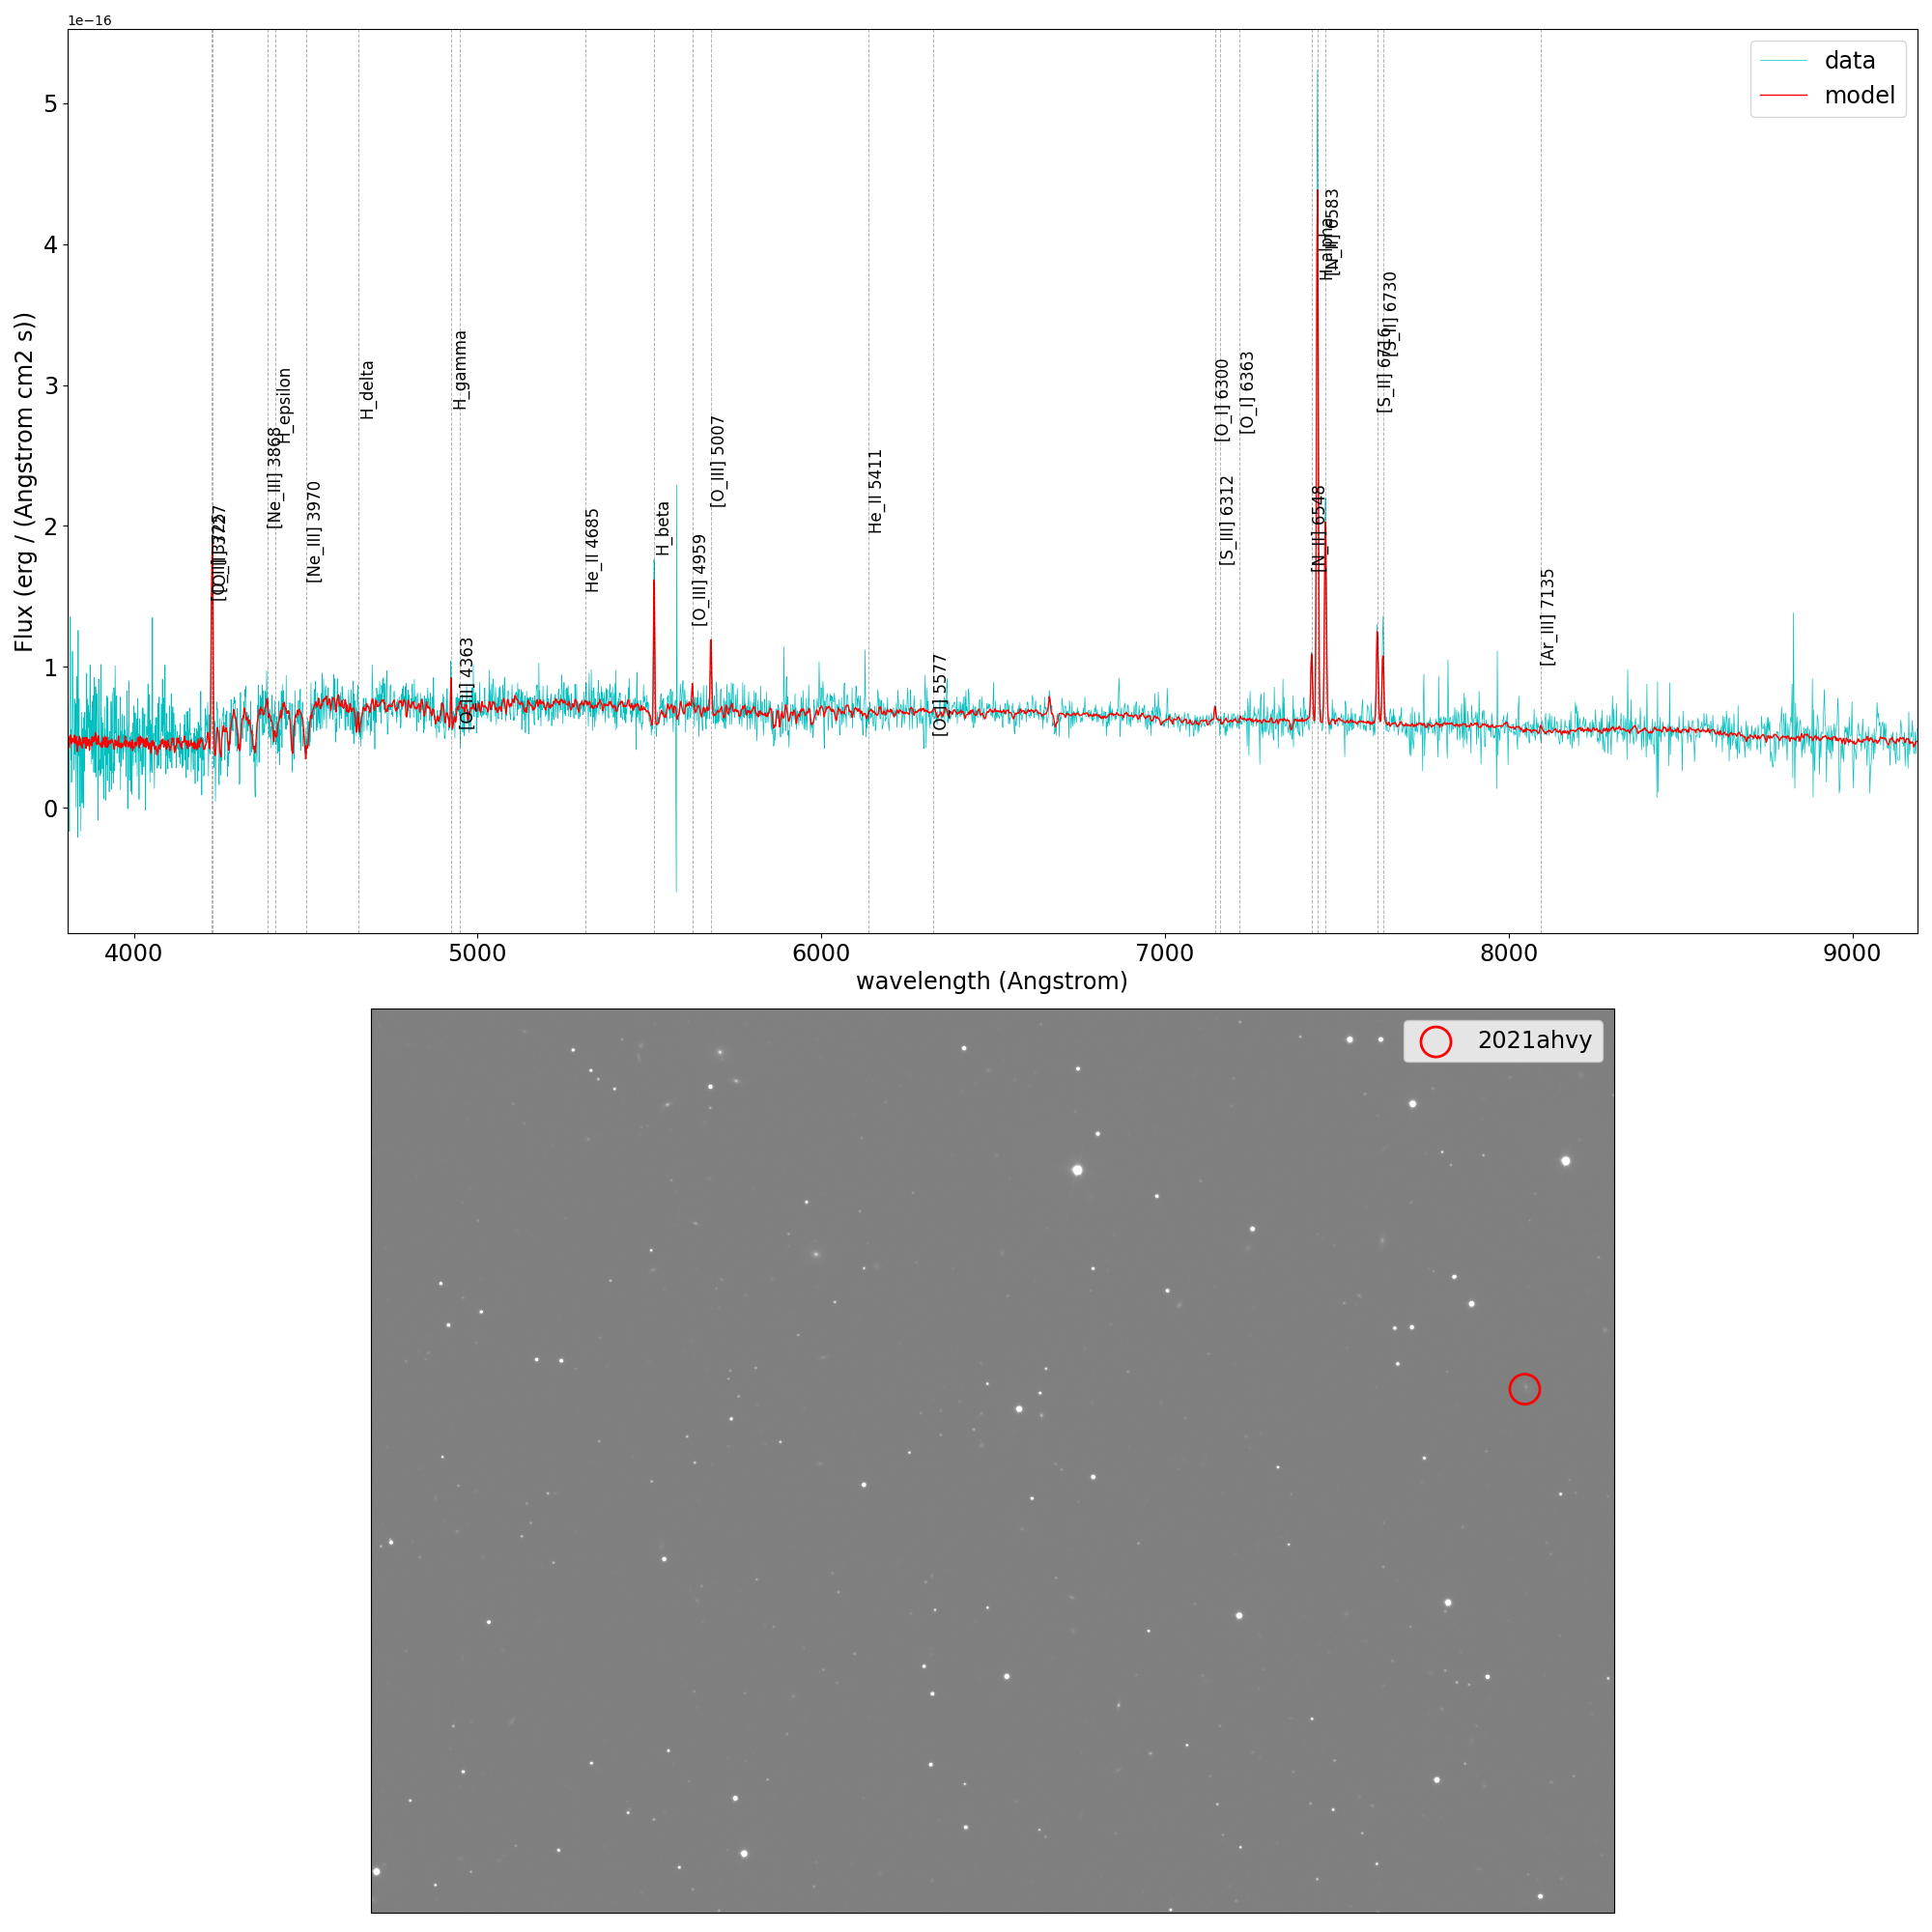 1e−16
data
model
Flux (erg / (Angstrom cm2 s))
5
4
3
2
1
0
[Ne_III] 3868
H_epsilon
[Ne_III] 3970
H_delta
H_gamma
[O_III] 4363
He_II 4685
H_beta
[O_III] 4959
[O_III] 5007
He_II 5411
[O_I] 5577
[O_I] 6300
[S_III] 6312
[O_I] 6363
[N_II] 6548
H_alpha
[N_II] 6583
[S_II] 6716
[S_II] 6730
[Ar_III] 7135
4000 5000 6000 7000 8000 9000
wavelength (Angstrom)
2021ahvy